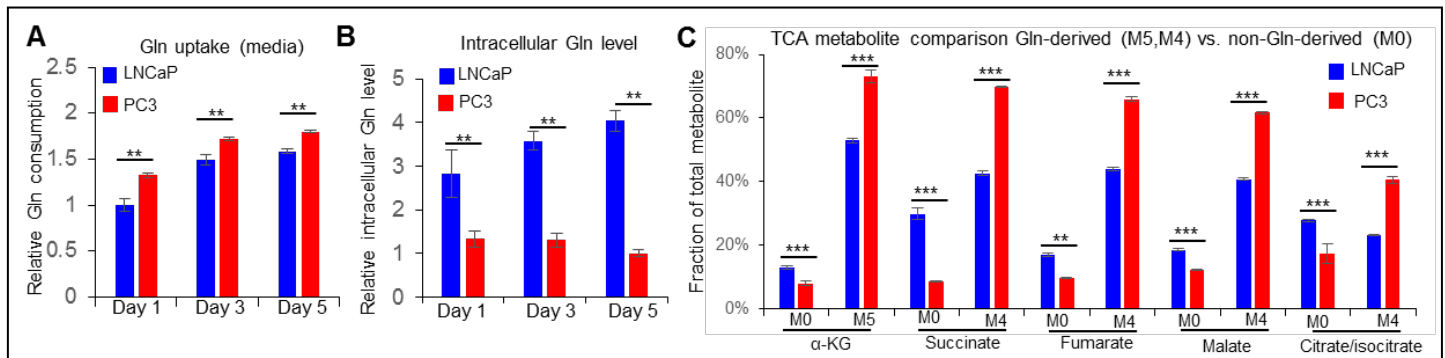 A
Gln uptake (media)
Relative Gln consumption
2.5
2
1.5
1
0.5
0
LNCaP
PC3
**
**
**
Day 1
Day 3
Day 5
B
Intracellular Gln level
Relative intracellular Gln level
5
4
3
2
1
0
LNCaP
PC3
**
**
**
Day 1
Day 3
Day 5
C
TCA metabolite comparison Gln-derived (M5,M4) vs. non-Gln-derived (M0)
Fraction of total metabolite
80%
60%
40%
20%
0%
LNCaP
PC3
***
***
***
***
**
***
***
***
***
***
M0
M5
M0
M4
M0
M4
M0
M4
M0
M4
α-KG
Succinate
Fumarate
Malate
Citrate/isocitrate